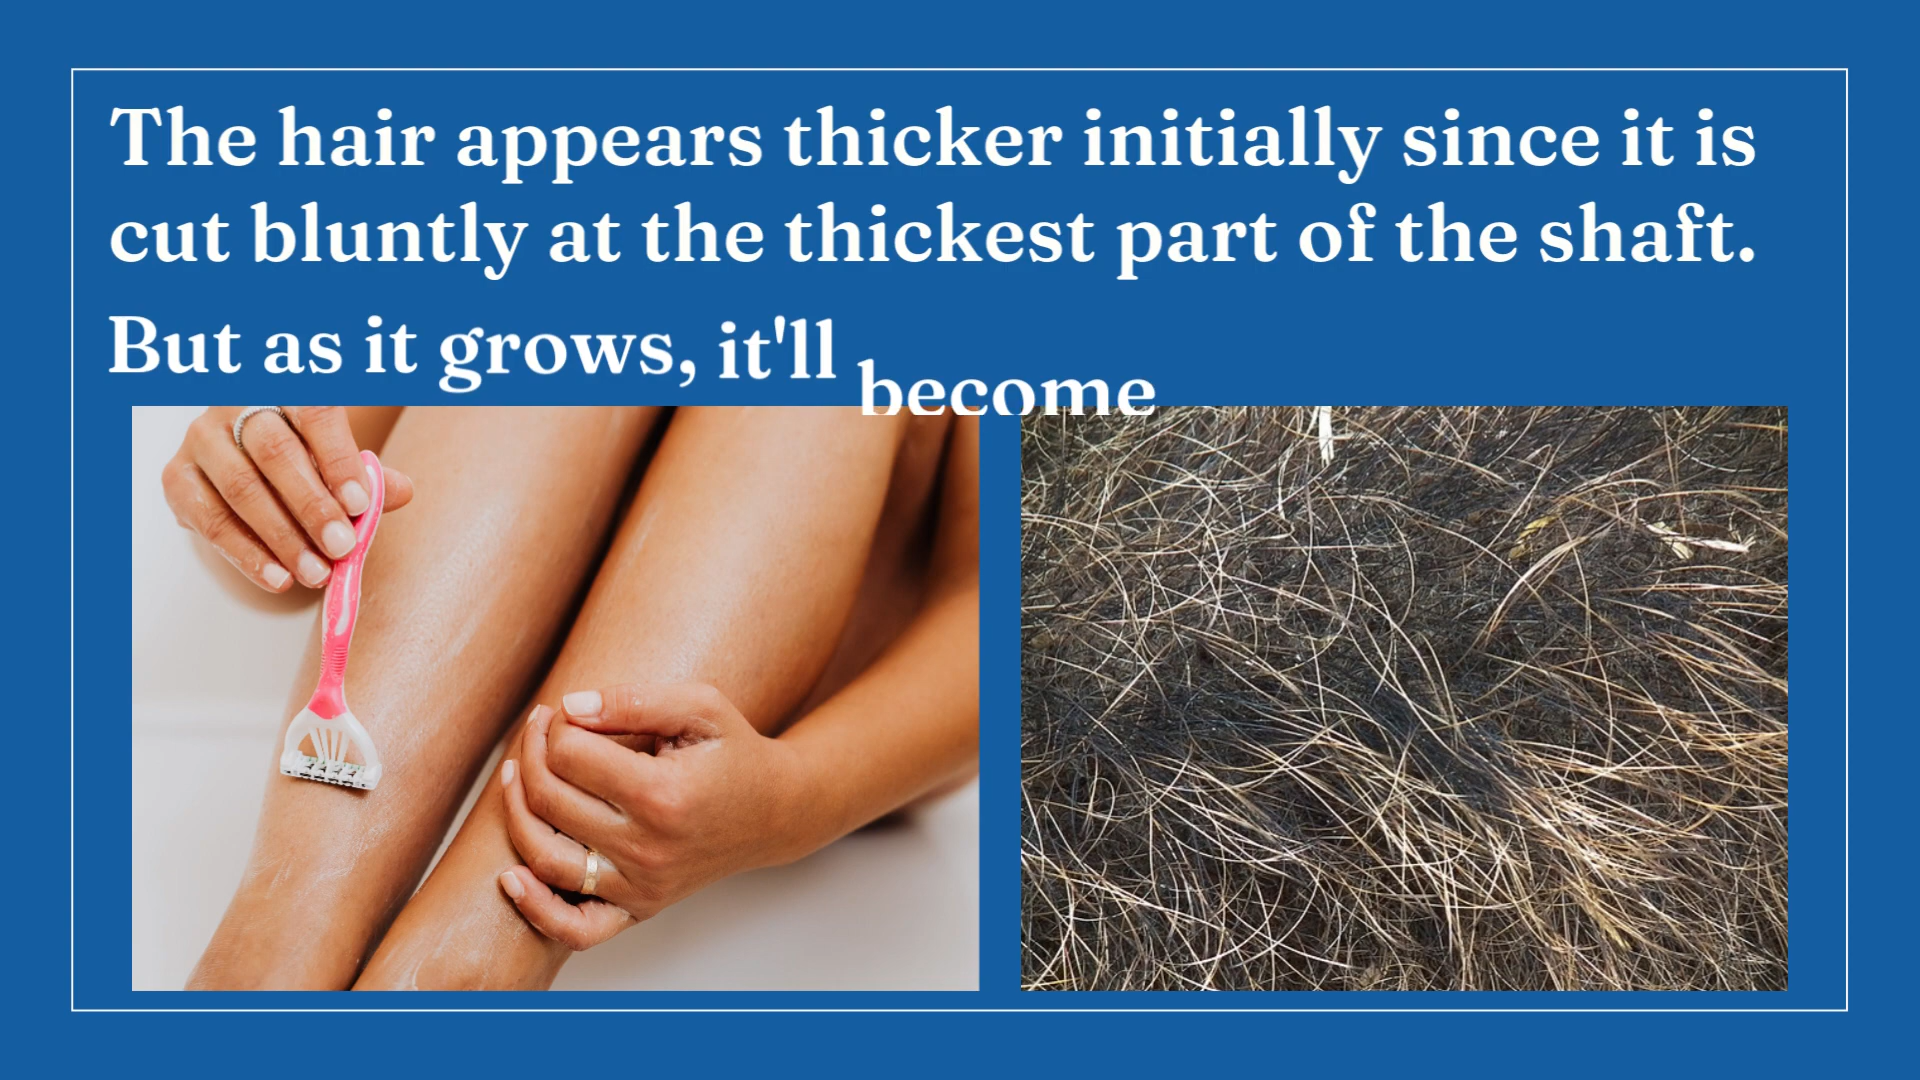 The hair appears thicker initially since it is
cut bluntly at the thickest part of the shaft.
But as it grows, it'll become